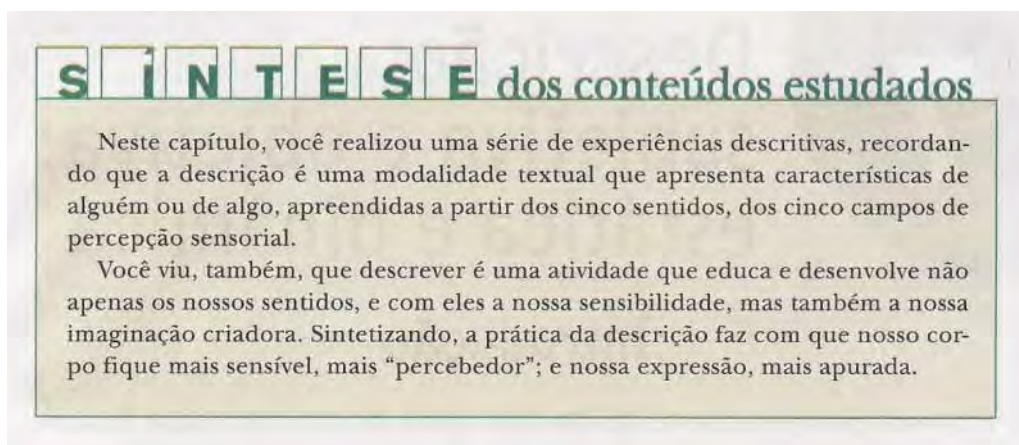 SÍNTESE dos conteúdos estudados
Neste capítulo, você realizou uma série de experiências descritivas, recordan-
do que a descrição é uma modalidade textual que apresenta características de
alguém ou de algo, apreendidas a partir dos cinco sentidos, dos cinco campos de
percepção sensorial.
Você viu, também, que descrever é uma atividade que educa e desenvolve não
apenas os nossos sentidos, e com eles a nossa sensibilidade, mas também a nossa
imaginação criadora. Sintetizando, a prática da descrição faz com que nosso cor-
po fique mais sensível, mais “percebedor”; e nossa expressão, mais apurada.